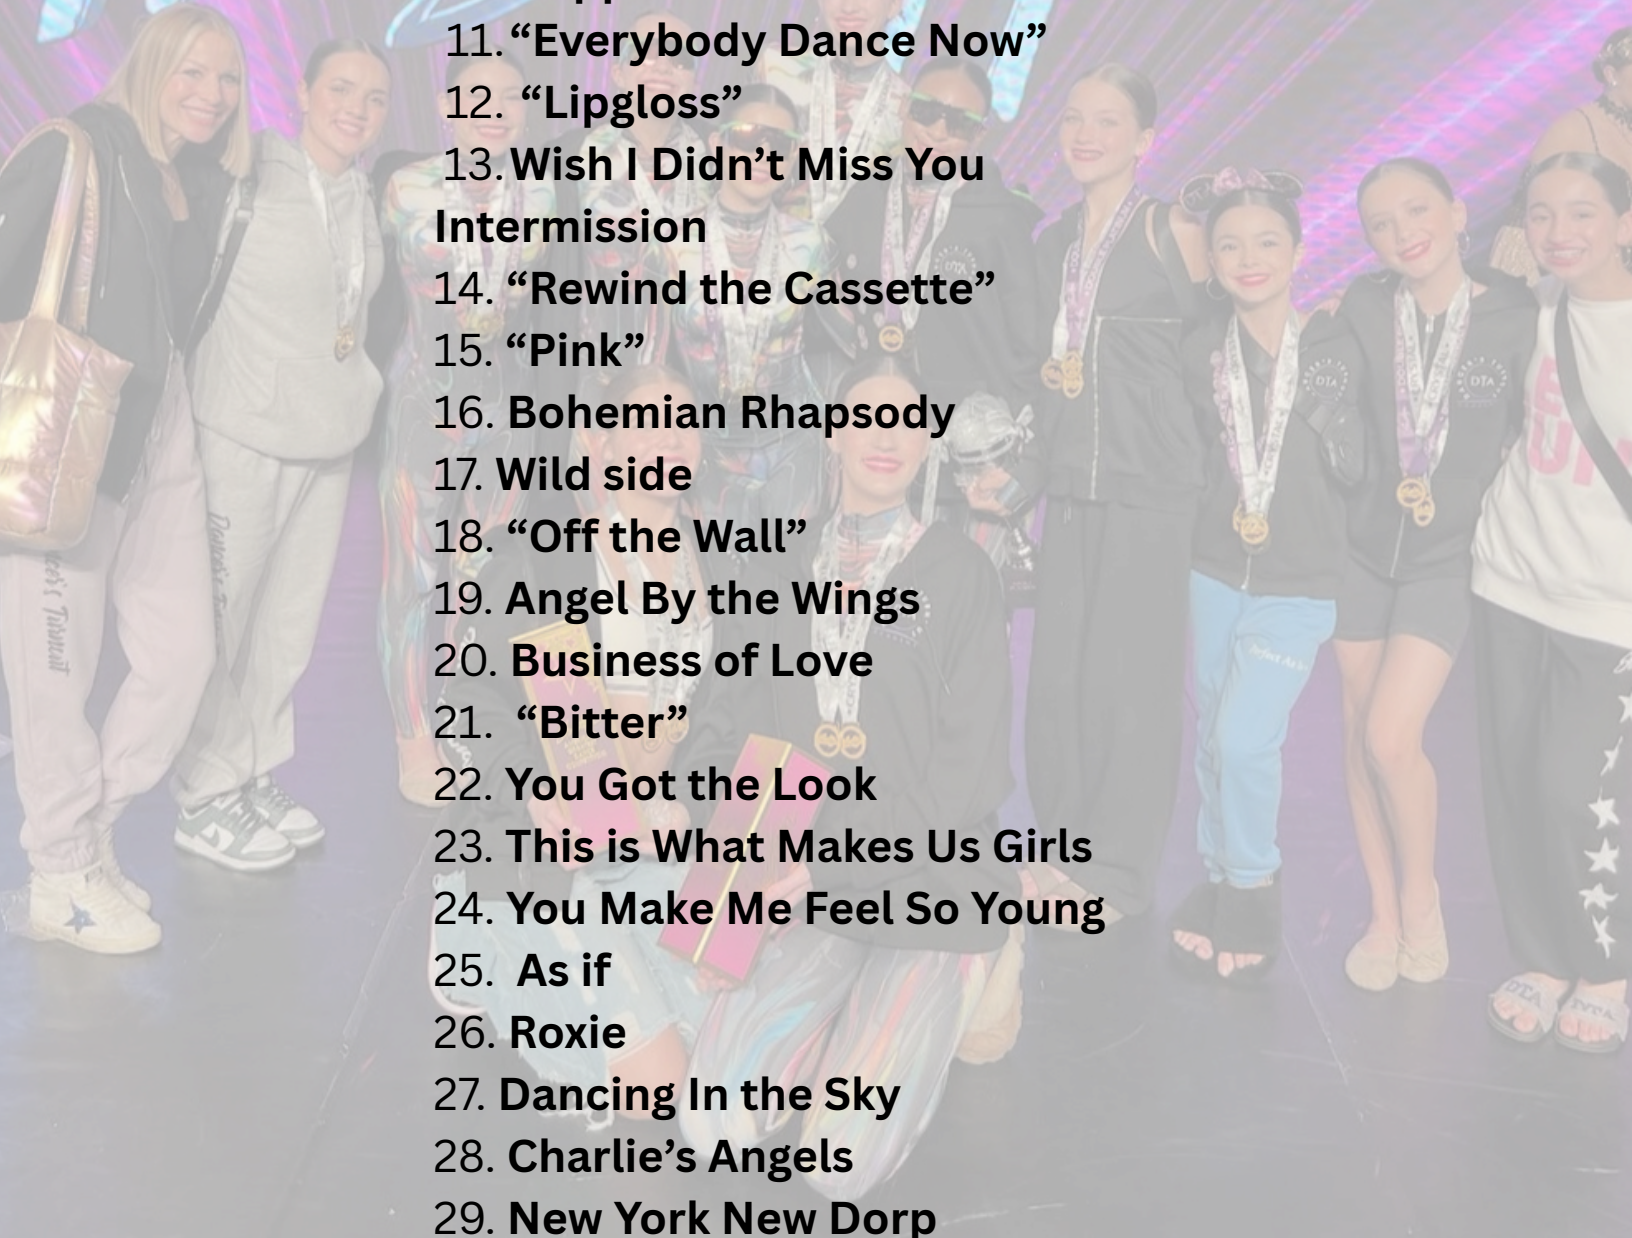 11. “Everybody Dance Now”
12. “Lipgloss”
13. Wish I Didn’t Miss You
Intermission
14. “Rewind the Cassette”
15. “Pink”
16. Bohemian Rhapsody
17. Wild side
18. “Off the Wall”
19. Angel By the Wings
20. Business of Love
21. “Bitter”
22. You Got the Look
23. This is What Makes Us Girls
24. You Make Me Feel So Young
25. As if
26. Roxie
27. Dancing In the Sky
28. Charlie’s Angels
29. New York New Dorp
DTA
DTA
DTA
DTA